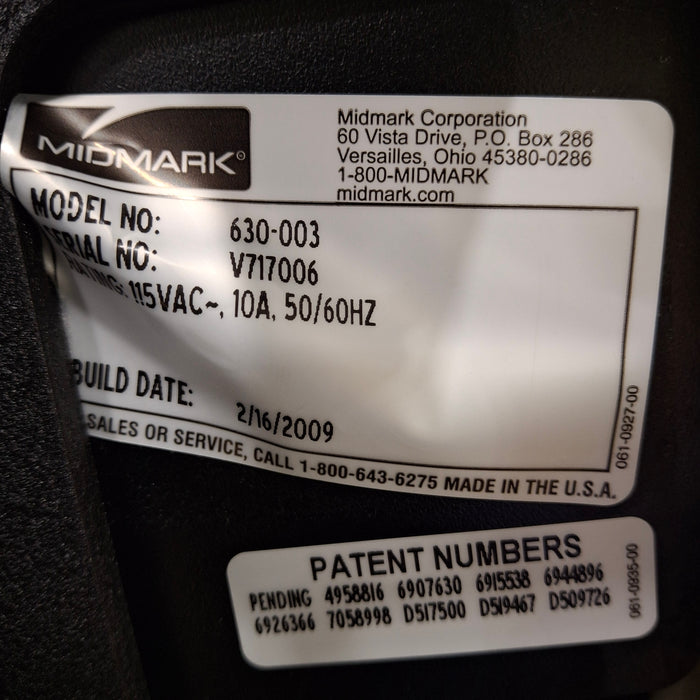 MIDMARK®
Midmark Corporation
60 Vista Drive, P.O. Box 286
Versailles, Ohio 45380-0286
1-800-MIDMARK
midmark.com
MODEL NO: 630-003
SERIAL NO: V717006
RATING: 115VAC~, 10A, 50/60HZ
BUILD DATE: 2/16/2009
SALES OR SERVICE, CALL 1-800-643-6275 MADE IN THE U.S.A.
061-0927-00
PATENT NUMBERS
PENDING 4958816 6907630 6915538 6944896
6926366 7058998 D517500 D519467 D509726
061-0935-00